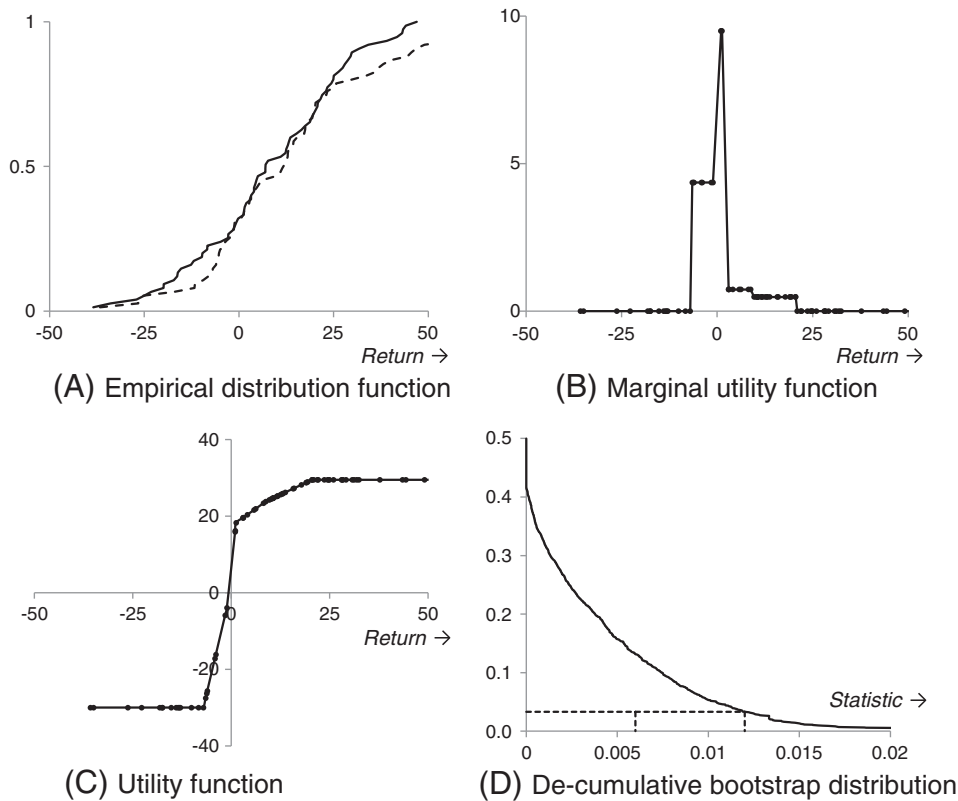 1
0.5
0
-50 -25 0 25 50
Return →
(A) Empirical distribution function
10
5
0
-50 -25 0 25 50
Return →
(B) Marginal utility function
40
20
0
-50 -25 0 25 50
Return →
-20
-40
(C) Utility function
0.5
0.4
0.3
0.2
0.1
Statistic →
0.0
0 0.005 0.01 0.015 0.02
(D) De-cumulative bootstrap distribution